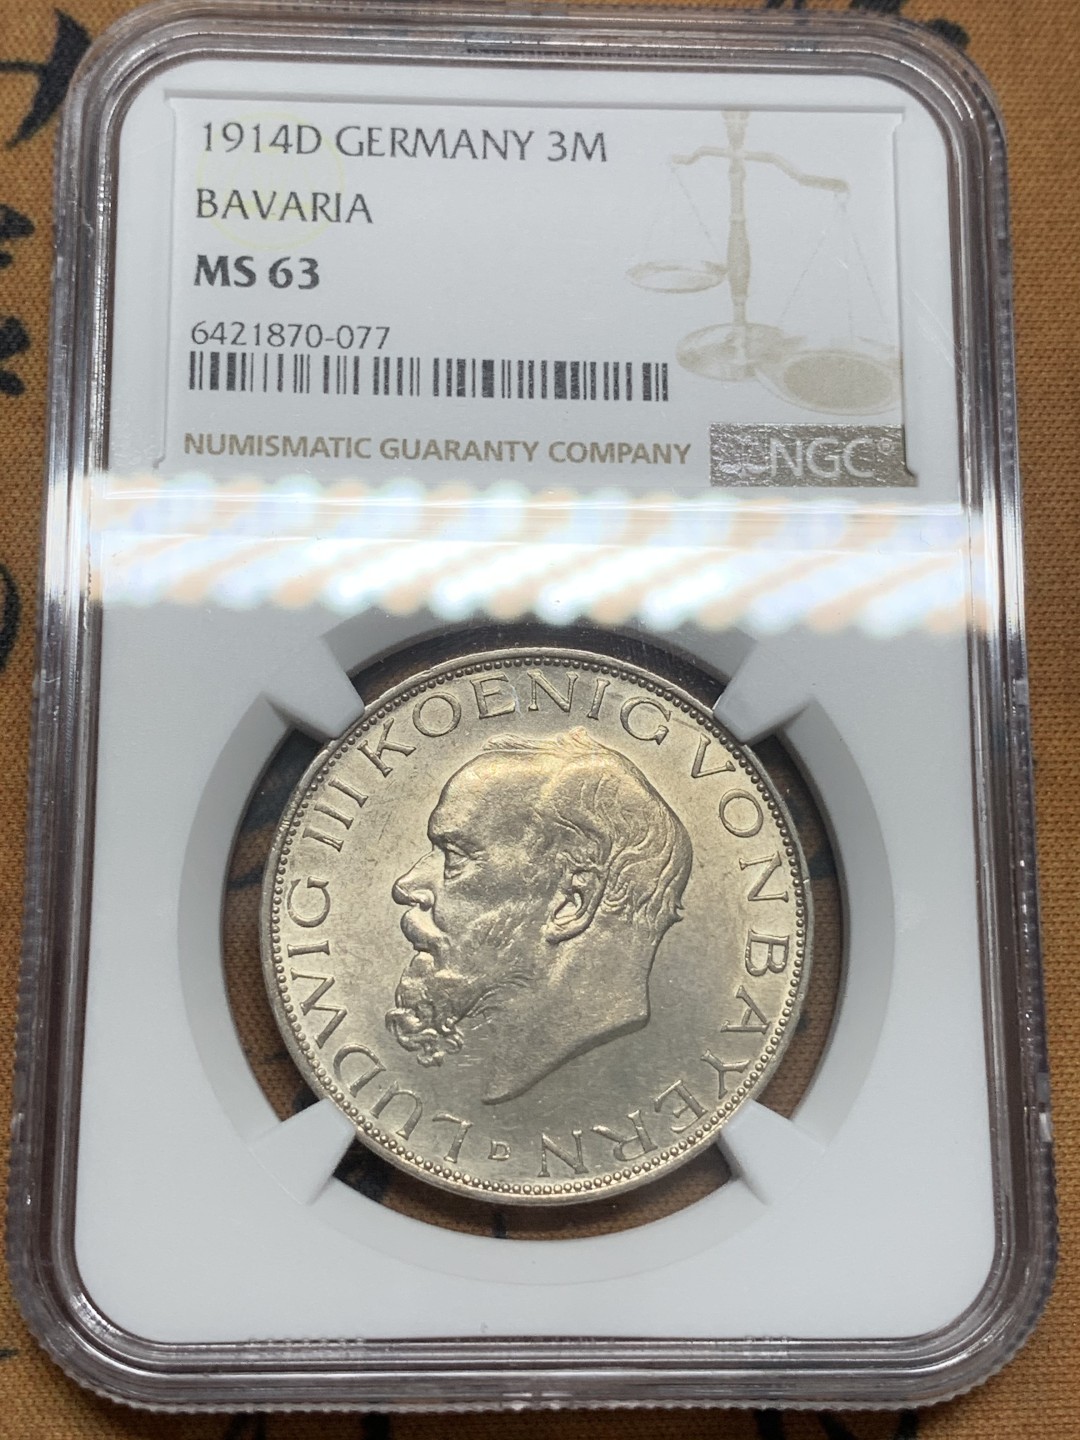 1914D GERMANY 3M
BAVARIA
MS 63
6421870-077
NUMISMATIC GUARANTY COMPANY
NGC
LUDWIG III KOENIG VON BAYERN
D